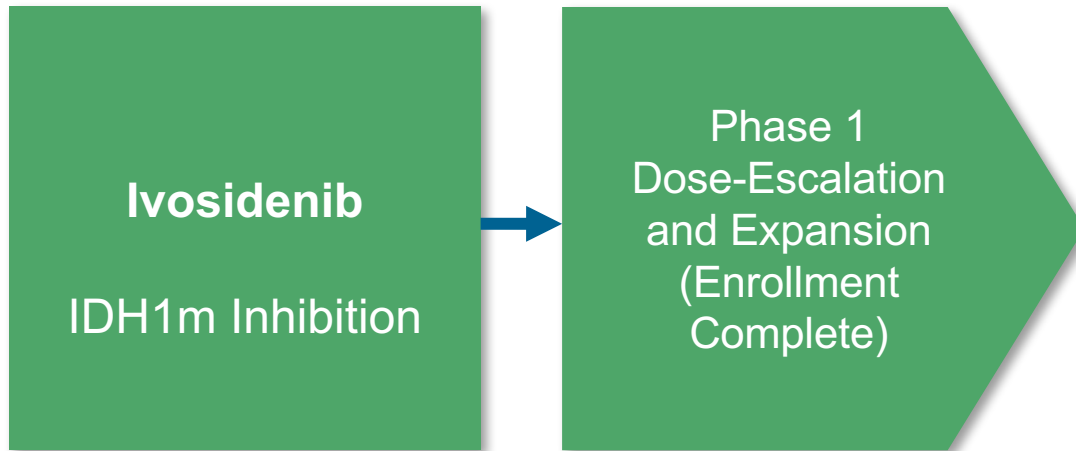 Ivosidenib
IDH1m Inhibition
Phase 1
Dose-Escalation
and Expansion
(Enrollment
Complete)